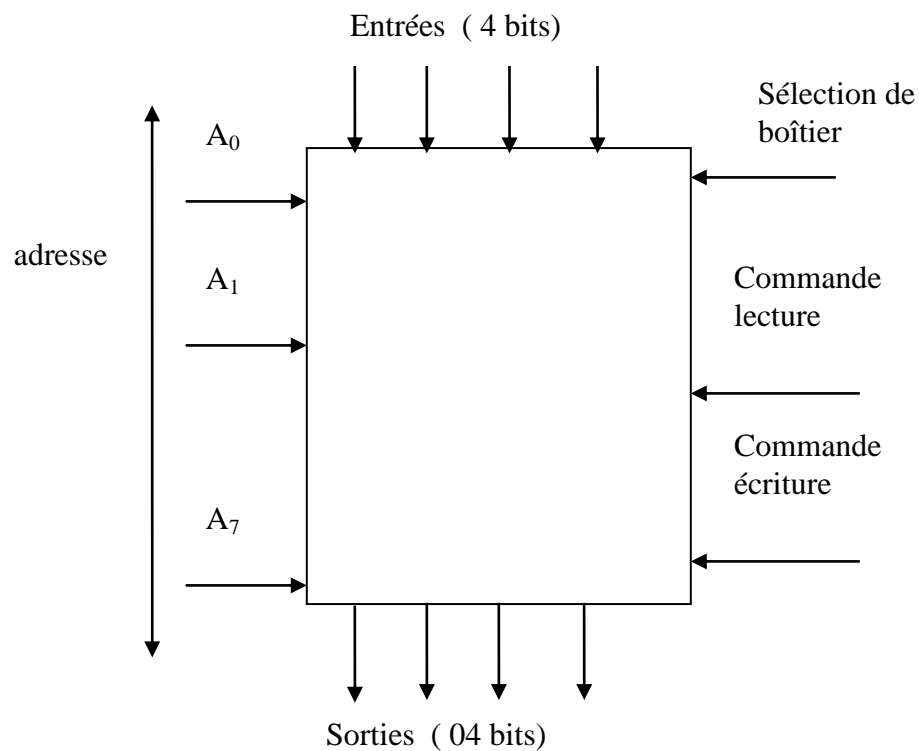 Entrées ( 4 bits)
Sélection de
boîtier
A₀
adresse
A₁
Commande
lecture
Commande
écriture
A₇
Sorties ( 04 bits)